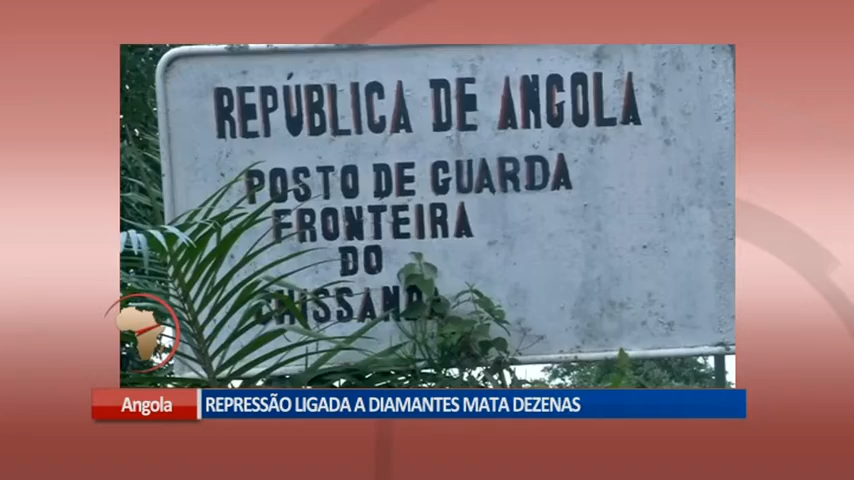 REPÚBLICA DE ANGOLA
POSTO DE GUARDA
FRONTEIRA
DO
Angola
REPRESSÃO LIGADA A DIAMANTES MATA DEZENAS